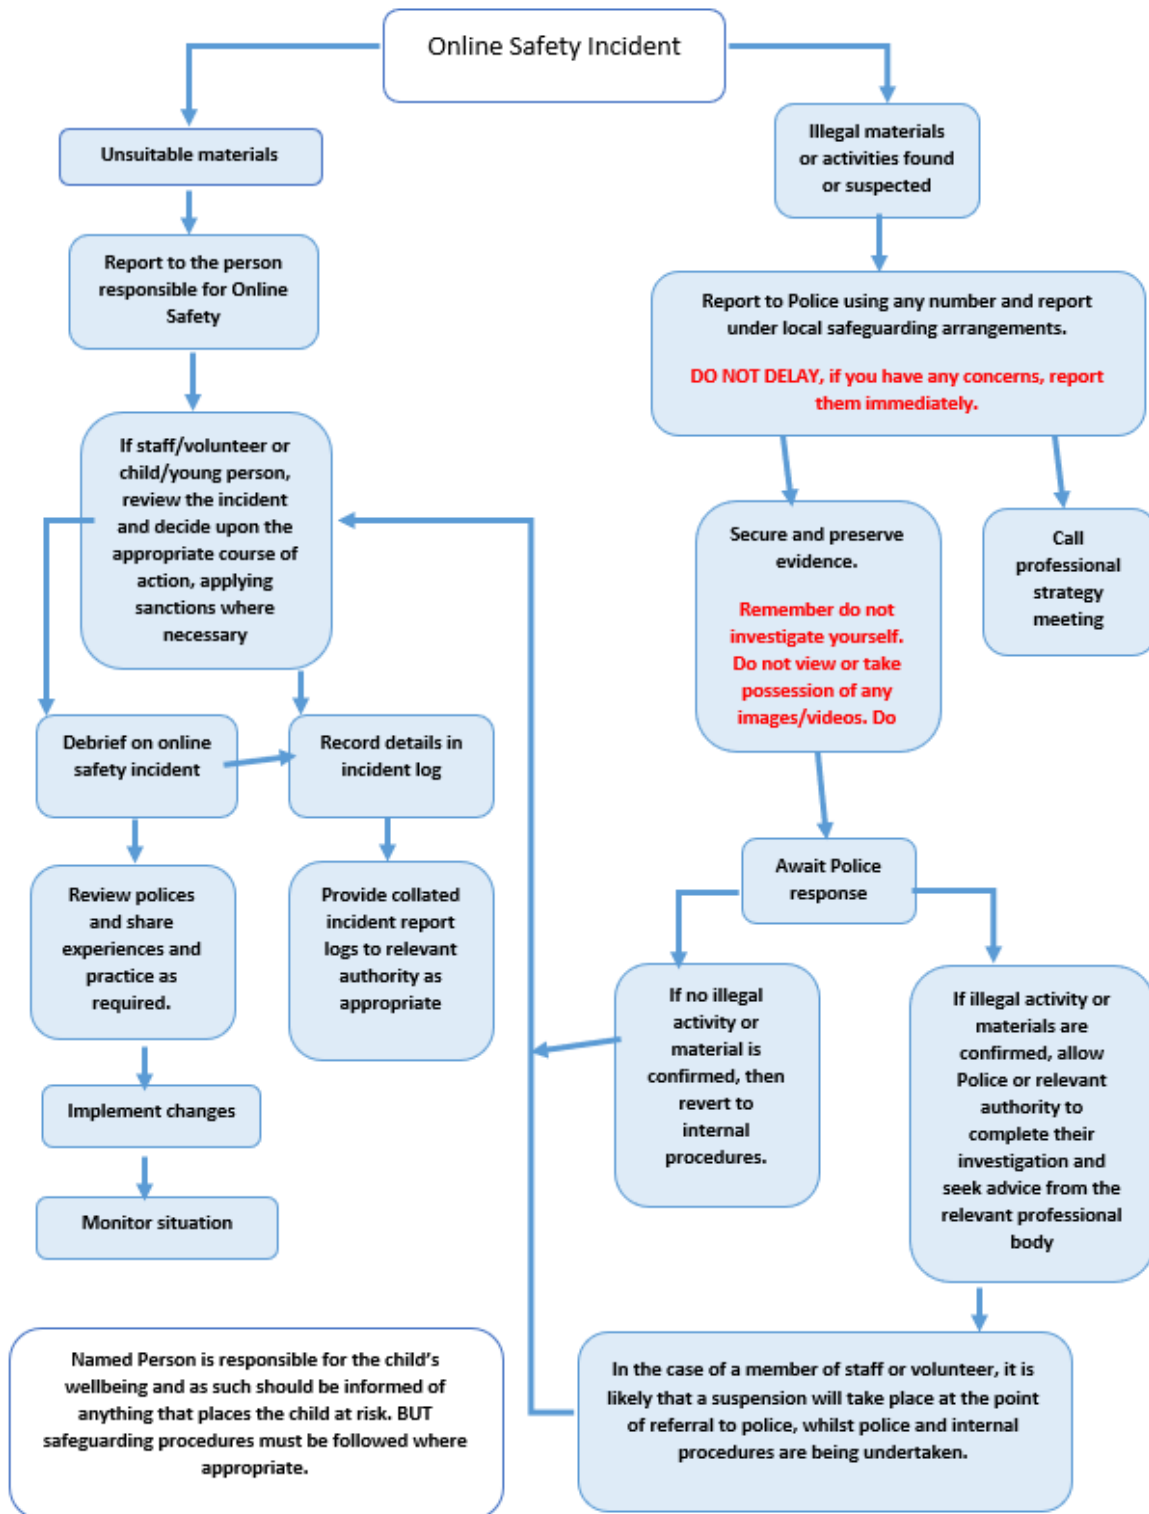 Online Safety Incident
Unsuitable materials
Report to the person
responsible for Online
Safety
If staff/volunteer or
child/young person,
review the incident
and decide upon the
appropriate course of
action, applying
sanctions where
necessary
Debrief on online
safety incident
Record details in
incident log
Review polices
and share
experiences and
practice as
required.
Provide collated
incident report
logs to relevant
authority as
appropriate
Implement changes
Monitor situation
Named Person is responsible for the child’s
wellbeing and as such should be informed of
anything that places the child at risk. BUT
safeguarding procedures must be followed where
appropriate.
Illegal materials
or activities found
or suspected
Report to Police using any number and report
under local safeguarding arrangements.
DO NOT DELAY, if you have any concerns, report
them immediately.
Secure and preserve
evidence.
Remember do not
investigate yourself.
Do not view or take
possession of any
images/videos. Do
Call
professional
strategy
meeting
Await Police
response
If no illegal
activity or
material is
confirmed, then
revert to
internal
procedures.
If illegal activity or
materials are
confirmed, allow
Police or relevant
authority to
complete their
investigation and
seek advice from the
relevant professional
body
In the case of a member of staff or volunteer, it is
likely that a suspension will take place at the point
of referral to police, whilst police and internal
procedures are being undertaken.